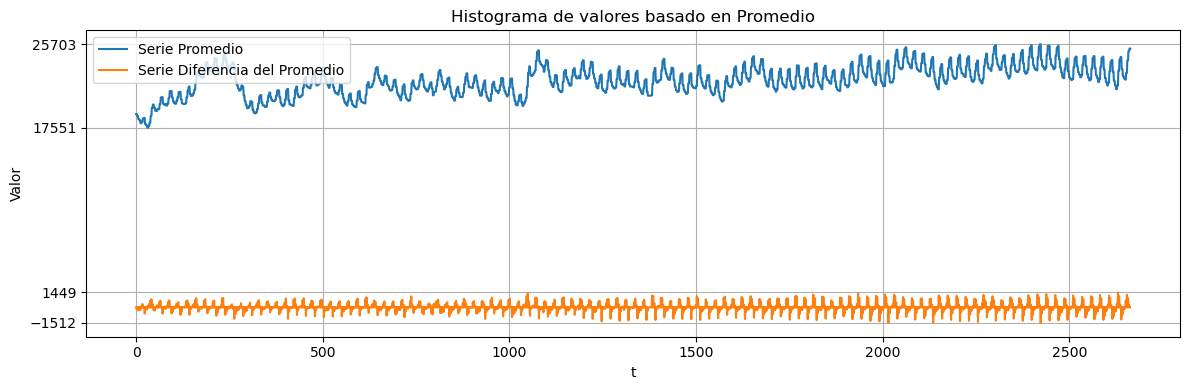 Histograma de valores basado en Promedio
Serie Promedio
Serie Diferencia del Promedio
Valor
25703
17551
1449
−1512
0
500
1000
1500
2000
2500
t